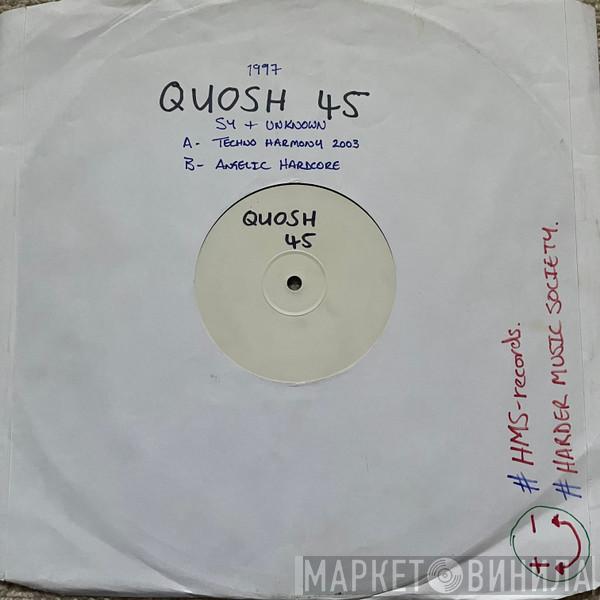 1997
QUOSH 45
SY + UNKNOWN
A- TECHNO HARMONY 2003
B- ANGELIC HARDCORE
QUOSH
45
# HMS-records.
# HARDER MUSIC SOCIETY.
+ -
МАРКЕТ ВИНИЛА